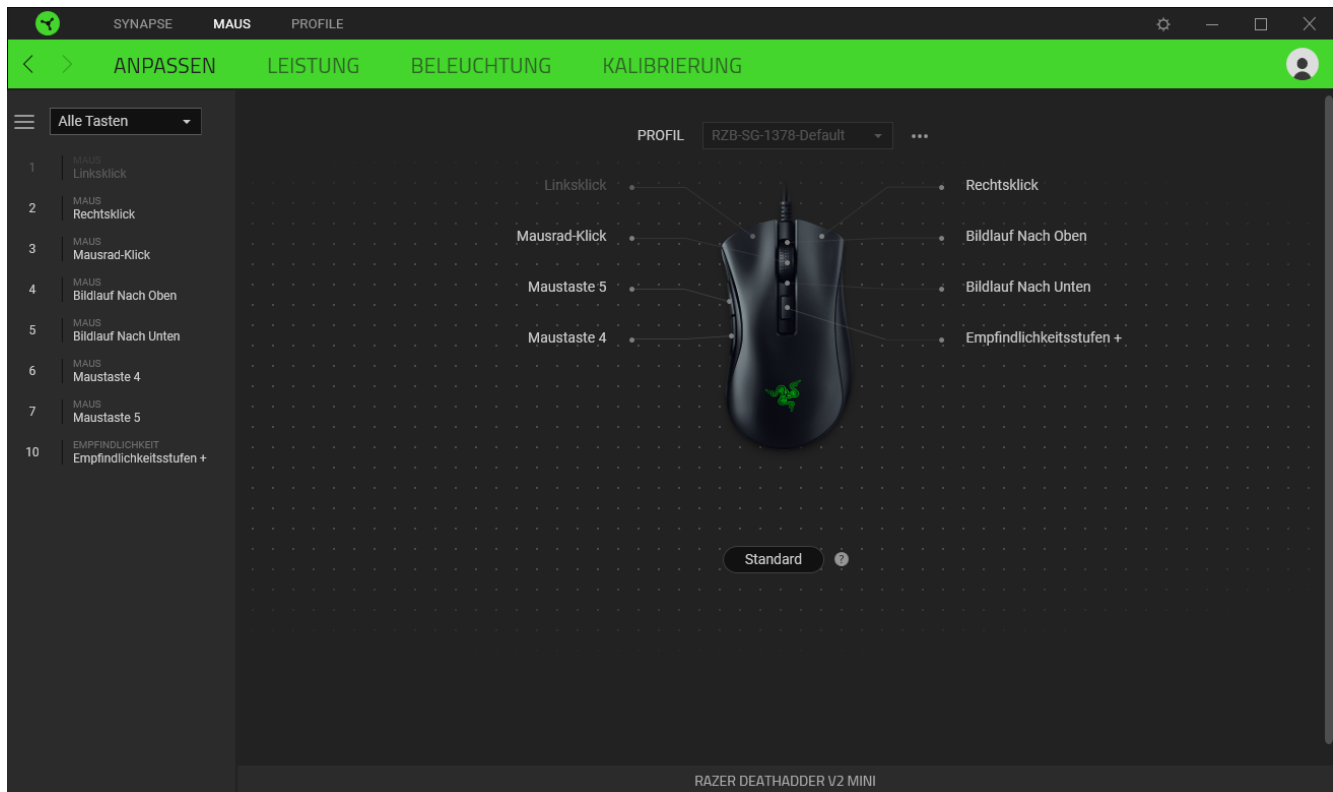 SYNAPSE MAUS PROFILE
ANPASSEN LEISTUNG BELEUCHTUNG KALIBRIERUNG
Alle Tasten
1 MAUS
Linksklick
2 MAUS
Rechtsklick
3 MAUS
Mausrad-Klick
4 MAUS
Bildlauf Nach Oben
5 MAUS
Bildlauf Nach Unten
6 MAUS
Maustaste 4
7 MAUS
Maustaste 5
10 EMPFINDLICHKEIT
Empfindlichkeitsstufen +
PROFIL RZB-SG-1378-Default
Linksklick Rechtsklick
Mausrad-Klick Bildlauf Nach Oben
Maustaste 5 Bildlauf Nach Unten
Maustaste 4 Empfindlichkeitsstufen +
Standard ?
RAZER DEATHADDER V2 MINI